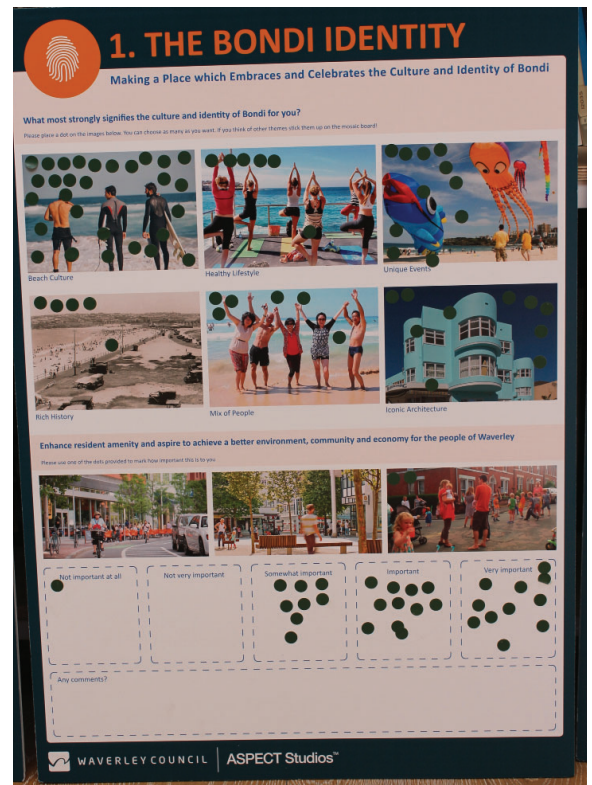 1. THE BONDI IDENTITY
Making a Place which Embraces and Celebrates the Culture and Identity of Bondi
What most strongly signifies the culture and identity of Bondi for you?
Please place a dot on the images below. You can choose as many as you want. If you think of other themes stick them up on the mosaic board!
Beach Culture
Healthy Lifestyle
Unique Events
Rich History
Mix of People
Iconic Architecture
Enhance resident amenity and aspire to achieve a better environment, community and economy for the people of Waverley
Please use one of the dots provided to mark how important this is to you.
Not important at all
Not very important
Somewhat important
Important
Very important
Any comments?
WAVERLEY COUNCIL
ASPECT Studios™